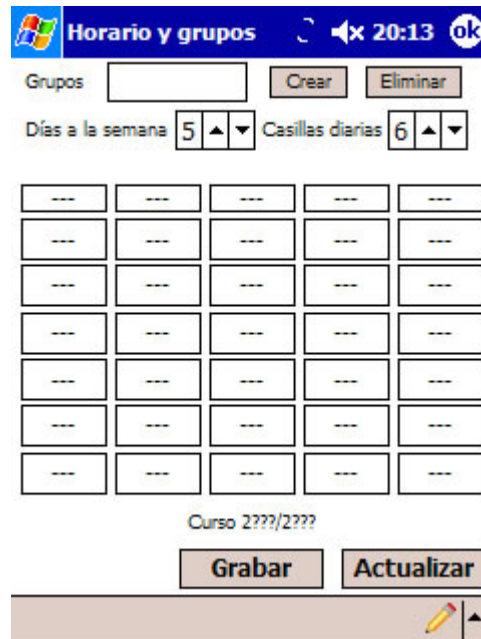 Horario y grupos 20:13 ok
Grupos Crear Eliminar
Días a la semana 5 Casillas diarias 6
--- --- --- --- ---
--- --- --- --- ---
--- --- --- --- ---
--- --- --- --- ---
--- --- --- --- ---
--- --- --- --- ---
--- --- --- --- ---
Curso 2???/2???
Grabar Actualizar